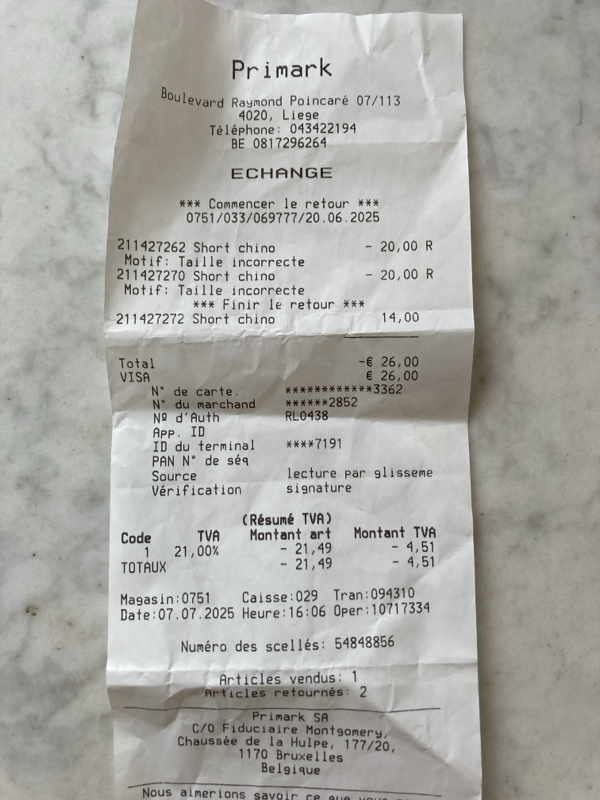 Primark
Boulevard Raymond Poincaré 07/113
4020, Liege
Téléphone: 043422194
BE 0817296264
ECHANGE
*** Commencer le retour ***
0751/033/069777/20.06.2025
211427262 Short chino - 20,00 R
Motif: Taille incorrecte
211427270 Short chino - 20,00 R
Motif: Taille incorrecte
*** Finir le retour ***
211427272 Short chino 14,00
Total -€ 26,00
VISA € 26,00
N° de carte. ************3362
N° du marchand ******2852
Nº d'Auth RL0438
App. ID
ID du terminal ****7191
PAN N° de séq
Source lecture par glisseme
Vérification signature
(Résumé TVA)
Code TVA Montant art Montant TVA
1 21,00% - 21,49 - 4,51
TOTAUX - 21,49 - 4,51
Magasin:0751 Caisse:029 Tran:094310
Date:07.07.2025 Heure:16:06 Oper:10717334
Numéro des scellés: 54848856
Articles vendus: 1
Articles retournés: 2
Primark SA
C/O Fiduciaire Montgomery,
Chaussée de la Hulpe, 177/20,
1170 Bruxelles
Belgique
Nous aimerions savoir ce que vous